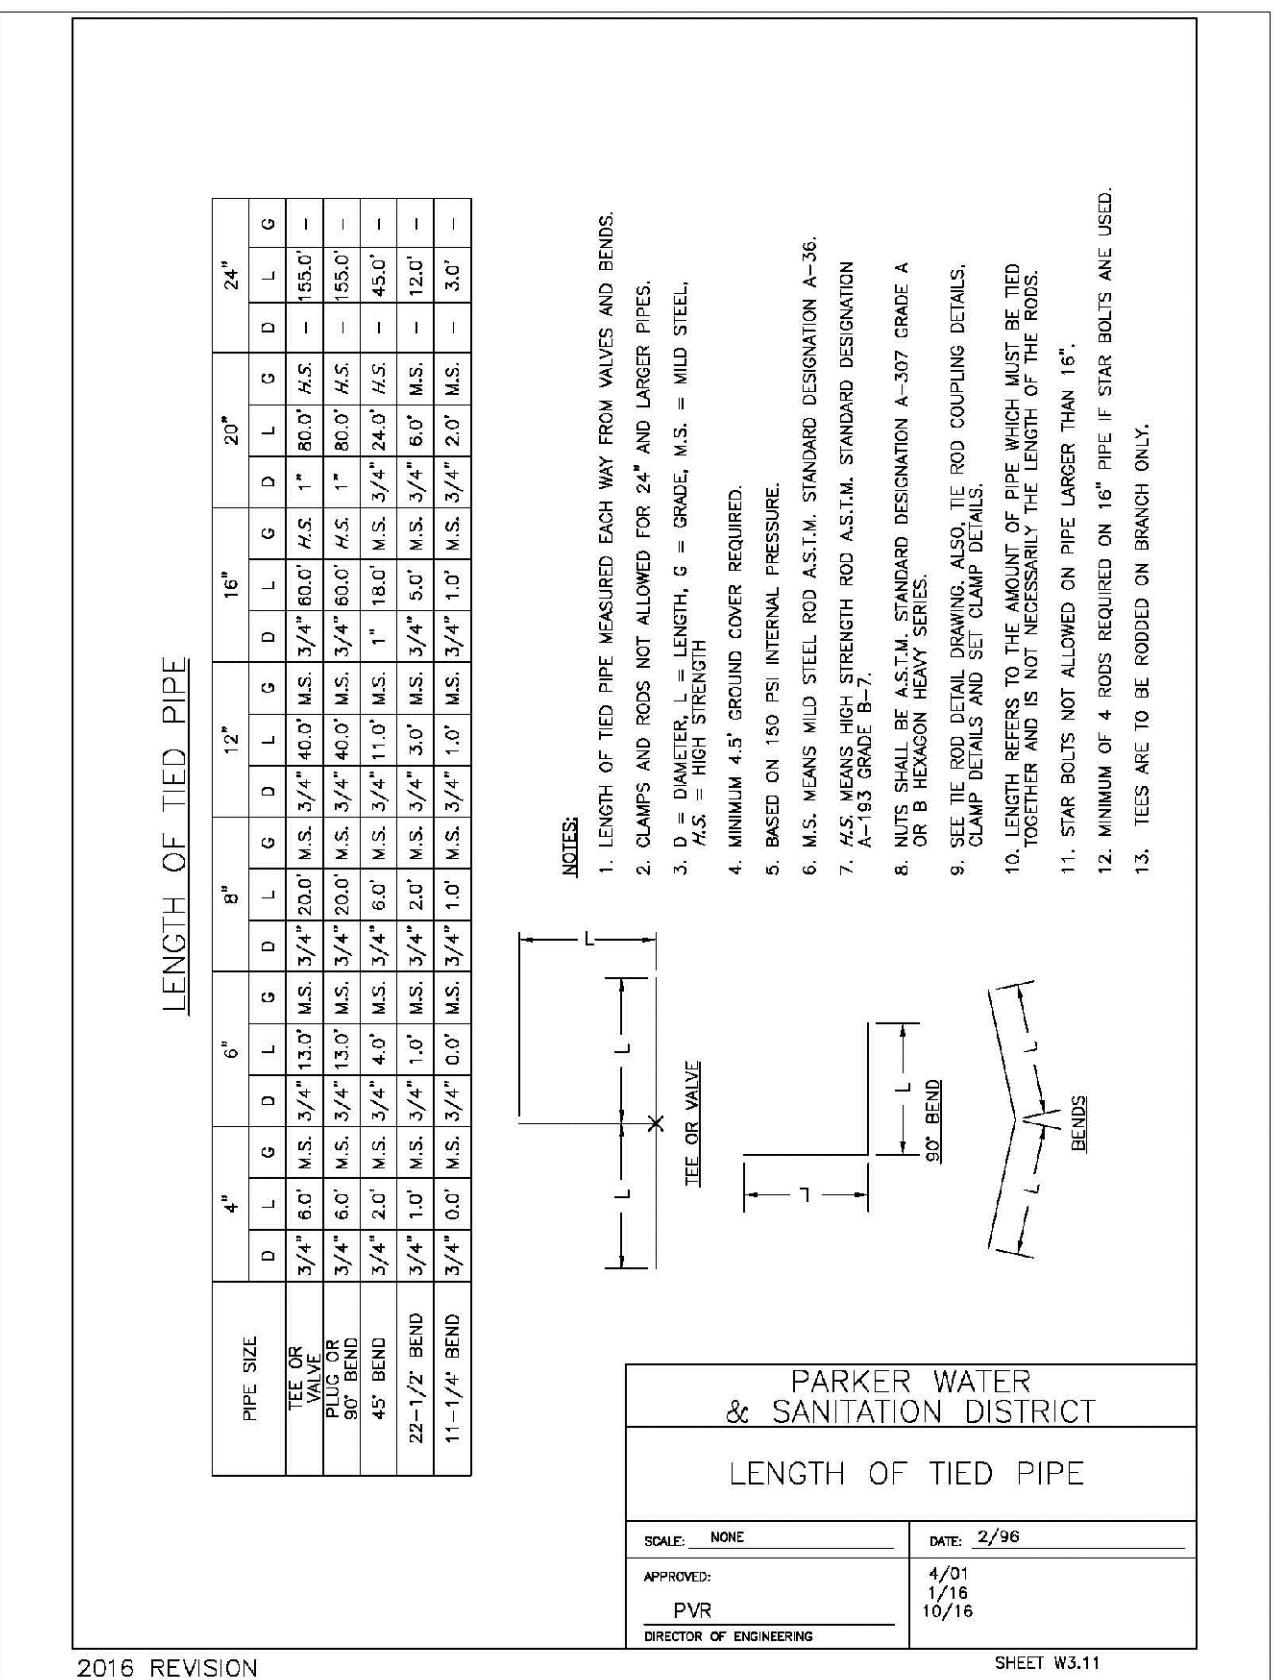 LENGTH OF TIED PIPE
PIPE SIZE 4" 6" 8" 12" 16" 20" 24"
D L G D L G D L G D L G D L G D L G D L G
TEE OR VALVE 3/4" 6.0' M.S. 3/4" 13.0' M.S. 3/4" 20.0' M.S. 3/4" 40.0' M.S. 3/4" 60.0' H.S. 1" 80.0' H.S. – 155.0' –
PLUG OR 90° BEND 3/4" 6.0' M.S. 3/4" 13.0' M.S. 3/4" 20.0' M.S. 3/4" 40.0' M.S. 3/4" 60.0' H.S. 1" 80.0' H.S. – 155.0' –
45° BEND 3/4" 2.0' M.S. 3/4" 4.0' M.S. 3/4" 6.0' M.S. 3/4" 11.0' M.S. 1" 18.0' M.S. 3/4" 24.0' H.S. – 45.0' –
22-1/2° BEND 3/4" 1.0' M.S. 3/4" 1.0' M.S. 3/4" 2.0' M.S. 3/4" 3.0' M.S. 3/4" 5.0' M.S. 3/4" 6.0' M.S. – 12.0' –
11-1/4° BEND 3/4" 0.0' M.S. 3/4" 0.0' M.S. 3/4" 1.0' M.S. 3/4" 1.0' M.S. 3/4" 1.0' M.S. 3/4" 2.0' M.S. – 3.0' –
L
L
L
TEE OR VALVE
L
L
90° BEND
L
L
BENDS
NOTES:
1. LENGTH OF TIED PIPE MEASURED EACH WAY FROM VALVES AND BENDS.
2. CLAMPS AND RODS NOT ALLOWED FOR 24" AND LARGER PIPES.
3. D = DIAMETER, L = LENGTH, G = GRADE, M.S. = MILD STEEL,
H.S. = HIGH STRENGTH
4. MINIMUM 4.5' GROUND COVER REQUIRED.
5. BASED ON 150 PSI INTERNAL PRESSURE.
6. M.S. MEANS MILD STEEL ROD A.S.T.M. STANDARD DESIGNATION A-36.
7. H.S. MEANS HIGH STRENGTH ROD A.S.T.M. STANDARD DESIGNATION
A-193 GRADE B-7.
8. NUTS SHALL BE A.S.T.M. STANDARD DESIGNATION A-307 GRADE A
OR B HEXAGON HEAVY SERIES.
9. SEE TIE ROD DETAIL DRAWING. ALSO, TIE ROD COUPLING DETAILS,
CLAMP DETAILS AND SET CLAMP DETAILS.
10. LENGTH REFERS TO THE AMOUNT OF PIPE WHICH MUST BE TIED
TOGETHER AND IS NOT NECESSARILY THE LENGTH OF THE RODS.
11. STAR BOLTS NOT ALLOWED ON PIPE LARGER THAN 16".
12. MINIMUM OF 4 RODS REQUIRED ON 16" PIPE IF STAR BOLTS ANE USED.
13. TEES ARE TO BE RODDED ON BRANCH ONLY.
PARKER WATER
& SANITATION DISTRICT
LENGTH OF TIED PIPE
SCALE: NONE
DATE: 2/96
APPROVED:
PVR
DIRECTOR OF ENGINEERING
4/01
1/16
10/16
2016 REVISION
SHEET W3.11